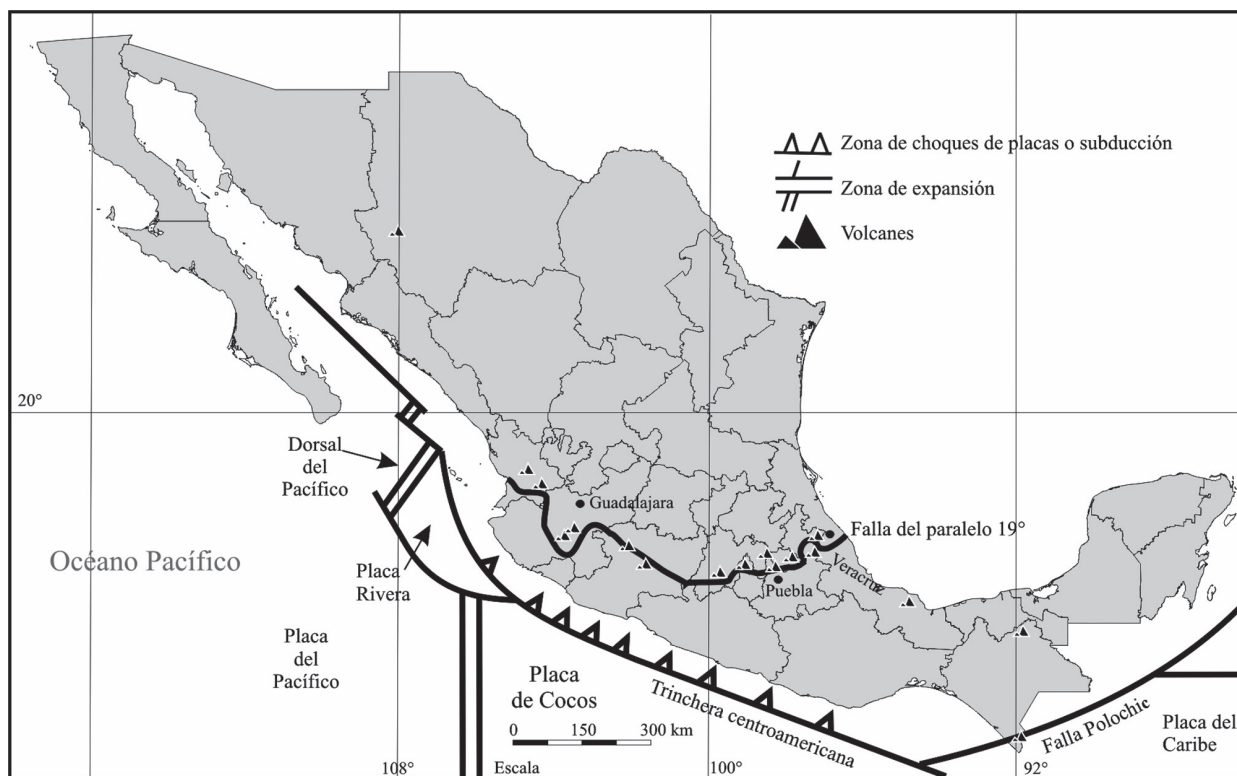 Zona de choques de placas o subducción
Zona de expansión
Volcanes
20°
Dorsal
del
Pacífico
Guadalajara
Falla del paralelo 19°
Océano Pacífico
Placa
Rivera
Puebla
Veracruz
Placa
del
Pacífico
Placa
de Cocos
Trinchera centroamericana
Falla Polochic
Placa del
Caribe
0 150 300 km
108° Escala 100° 92°